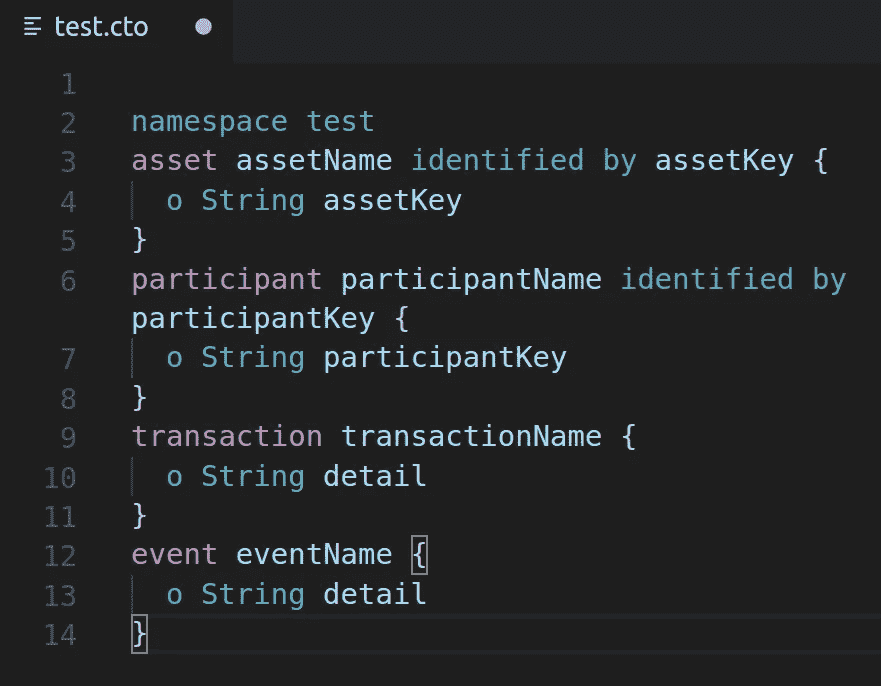 test.cto
1
2 namespace test
3 asset assetName identified by assetKey {
4 o String assetKey
5 }
6 participant participantName identified by
participantKey {
7 o String participantKey
8 }
9 transaction transactionName {
10 o String detail
11 }
12 event eventName {
13 o String detail
14 }